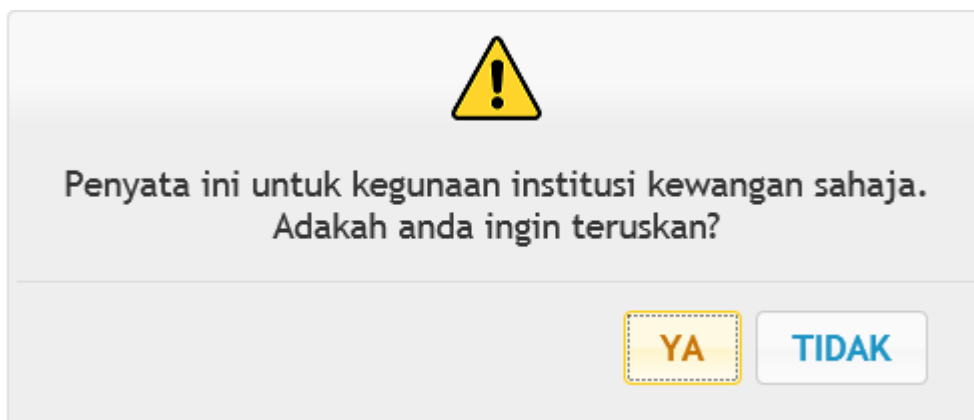 Penyata ini untuk kegunaan institusi kewangan sahaja.
Adakah anda ingin teruskan?
YA
TIDAK